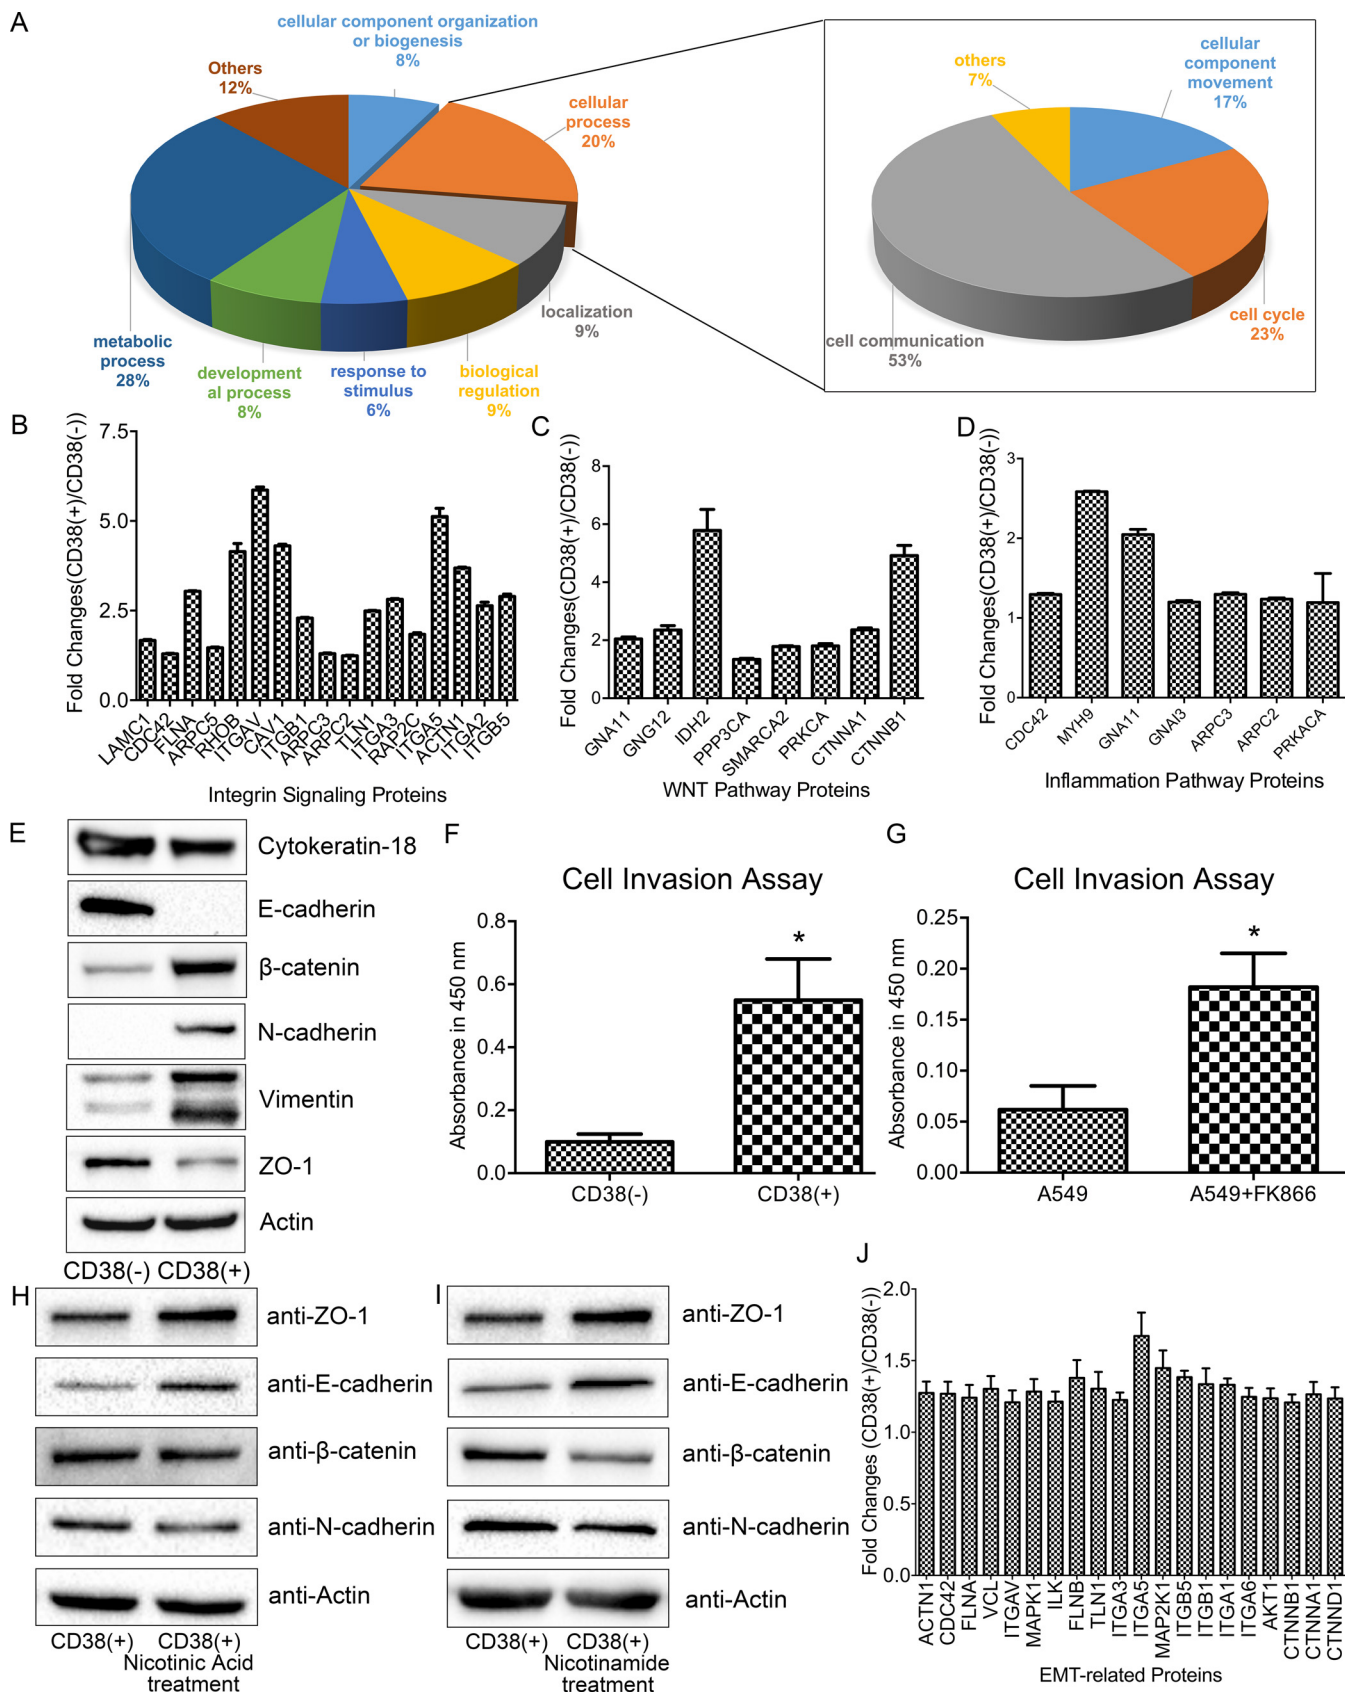 A
cellular component organization
or biogenesis
8%
Others
12%
cellular
process
20%
localization
9%
biological
regulation
9%
response to
stimulus
6%
development
al process
8%
metabolic
process
28%
others
7%
cellular
component
movement
17%
cell cycle
23%
cell communication
53%
B
Fold Changes(CD38(+)/CD38(-))
7.5
5.0
2.5
0.0
LAMC1
CDC42
FLNA
ARPC5
RHOB
ITGAV
CAV1
ITGB1
ARPC3
ARPC2
TLN1
ITGA3
RAP2C
ITGA5
ACTN1
ITGA2
ITGB5
Integrin Signaling Proteins
C
Fold Changes(CD38(+)/CD38(-))
8
6
4
2
0
GNA11
GNG12
IDH2
PPP3CA
SMARCA2
PRKCA
CTNNA1
CTNNB1
WNT Pathway Proteins
D
Fold Changes(CD38(+)/CD38(-))
3
2
1
0
CDC42
MYH9
GNA11
GNAI3
ARPC3
ARPC2
PRKACA
Inflammation Pathway Proteins
E
Cytokeratin-18
E-cadherin
β-catenin
N-cadherin
Vimentin
ZO-1
Actin
CD38(-) CD38(+)
F
Cell Invasion Assay
Absorbance in 450 nm
0.8
0.6
0.4
0.2
0.0
*
CD38(-)
CD38(+)
G
Cell Invasion Assay
Absorbance in 450 nm
0.25
0.20
0.15
0.10
0.05
0.00
*
A549
A549+FK866
H
anti-ZO-1
anti-E-cadherin
anti-β-catenin
anti-N-cadherin
anti-Actin
CD38(+)
CD38(+)
Nicotinic Acid
treatment
I
anti-ZO-1
anti-E-cadherin
anti-β-catenin
anti-N-cadherin
anti-Actin
CD38(+)
CD38(+)
Nicotinamide
treatment
J
Fold Changes (CD38(+)/CD38(-))
2.0
1.5
1.0
0.5
0.0
ACTN1
CDC42
FLNA
VCL
ITGAV
MAPK1
ILK
FLNB
TLN1
ITGA3
ITGA5
MAP2K1
ITGB5
ITGB1
ITGA1
ITGA6
AKT1
CTNNB1
CTNNA1
CTNND1
EMT-related Proteins